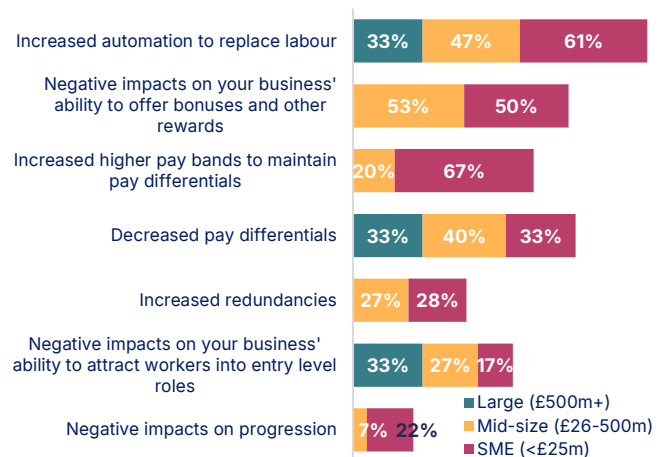 Increased automation to replace labour
33% 47% 61%
Negative impacts on your business'
ability to offer bonuses and other
rewards
53% 50%
Increased higher pay bands to maintain
pay differentials
20% 67%
Decreased pay differentials
33% 40% 33%
Increased redundancies
27% 28%
Negative impacts on your business'
ability to attract workers into entry level
roles
33% 27% 17%
Negative impacts on progression
7% 22%
Large (£500m+)
Mid-size (£26-500m)
SME (<£25m)